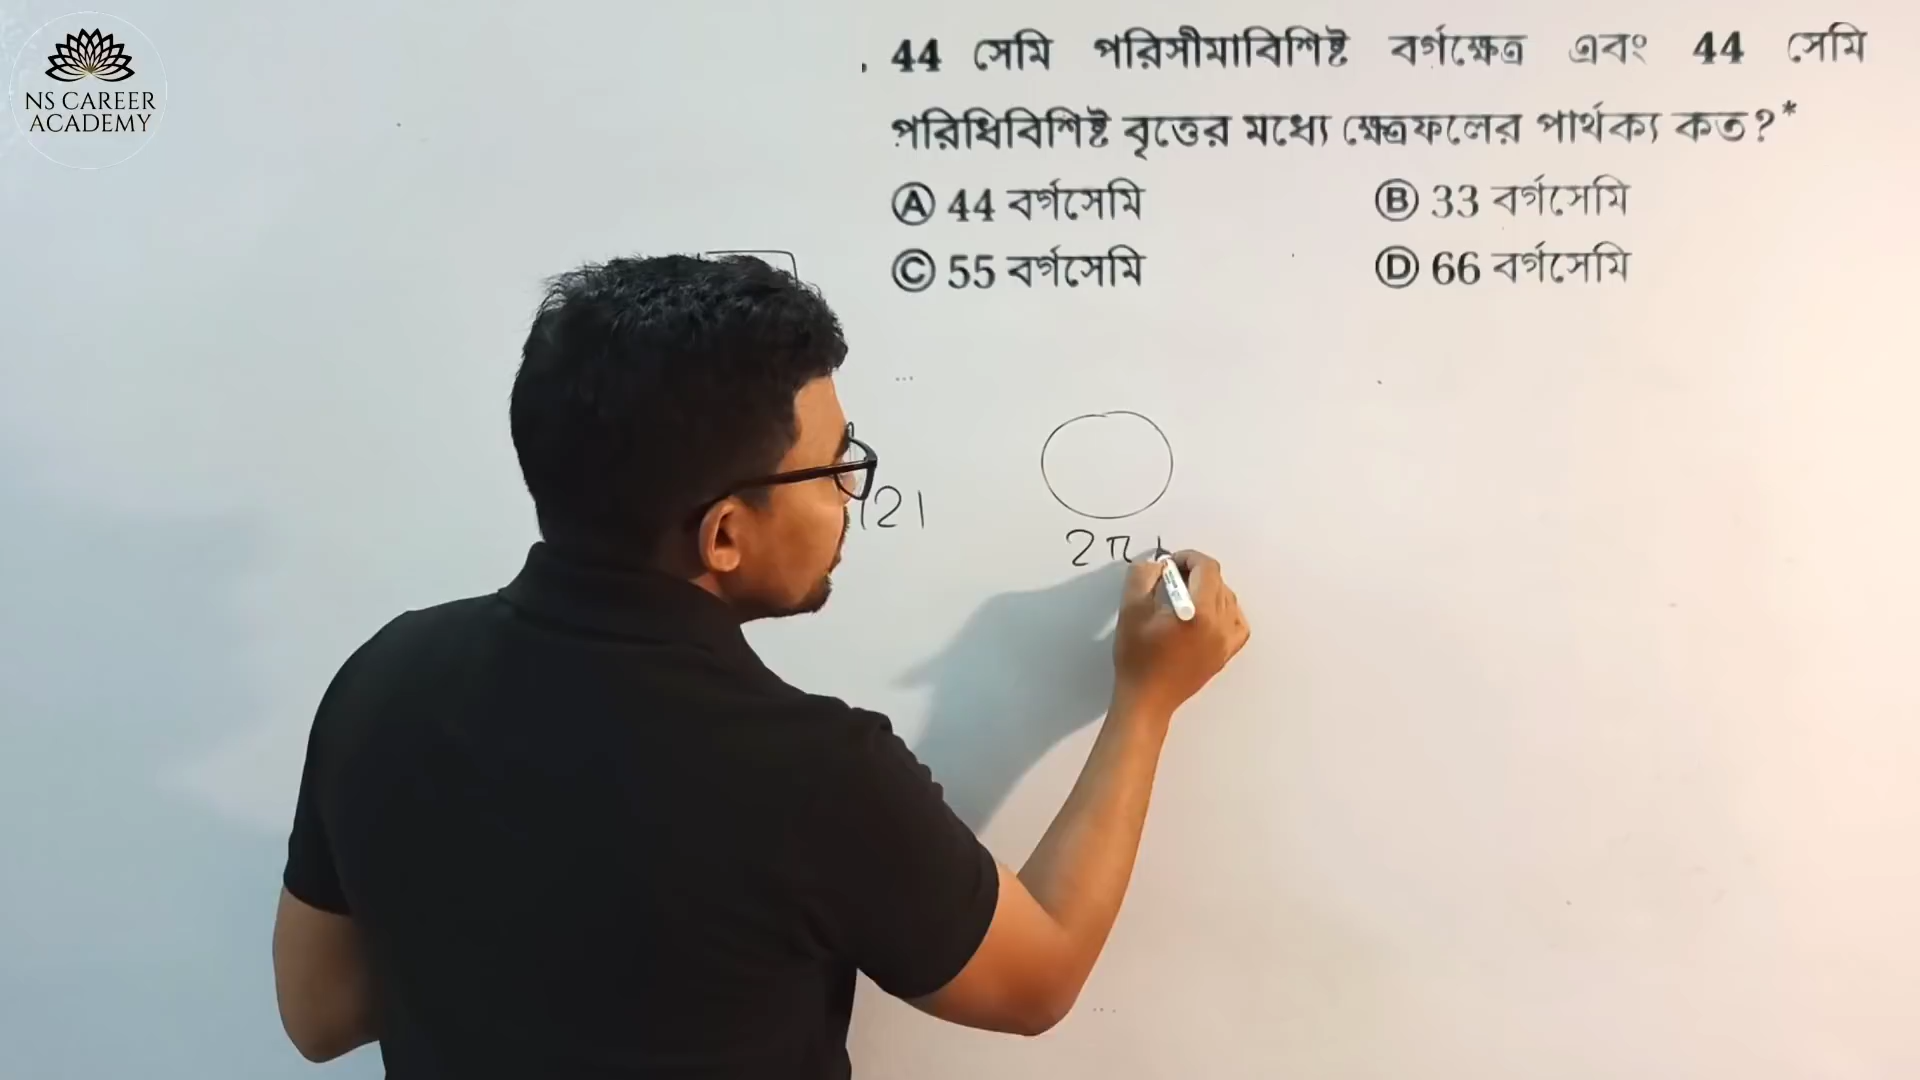 NS CAREER
ACADEMY
44 সেমি পরিসীমাবিশিষ্ট বর্গক্ষেত্র এবং 44 সেমি
পরিধিবিশিষ্ট বৃত্তের মধ্যে ক্ষেত্রফলের পার্থক্য কত?*
Ⓐ 44 বর্গসেমি Ⓑ 33 বর্গসেমি
Ⓒ 55 বর্গসেমি Ⓓ 66 বর্গসেমি
121
2π